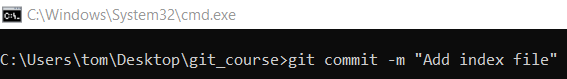 C:\Windows\System32\cmd.exe
C:\Users\tom\Desktop\git_course>git commit -m "Add index file"